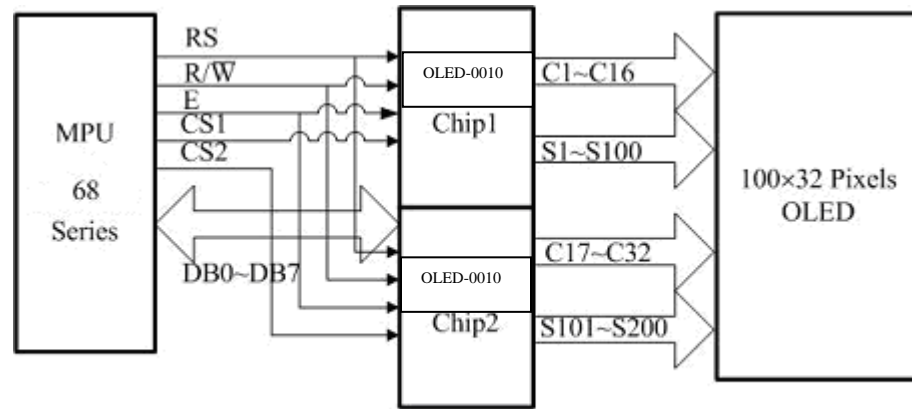 RS
R/W̅
E
CS1
CS2
MPU
68
Series
DB0~DB7
OLED-0010
Chip1
OLED-0010
Chip2
C1~C16
S1~S100
C17~C32
S101~S200
100×32 Pixels
OLED